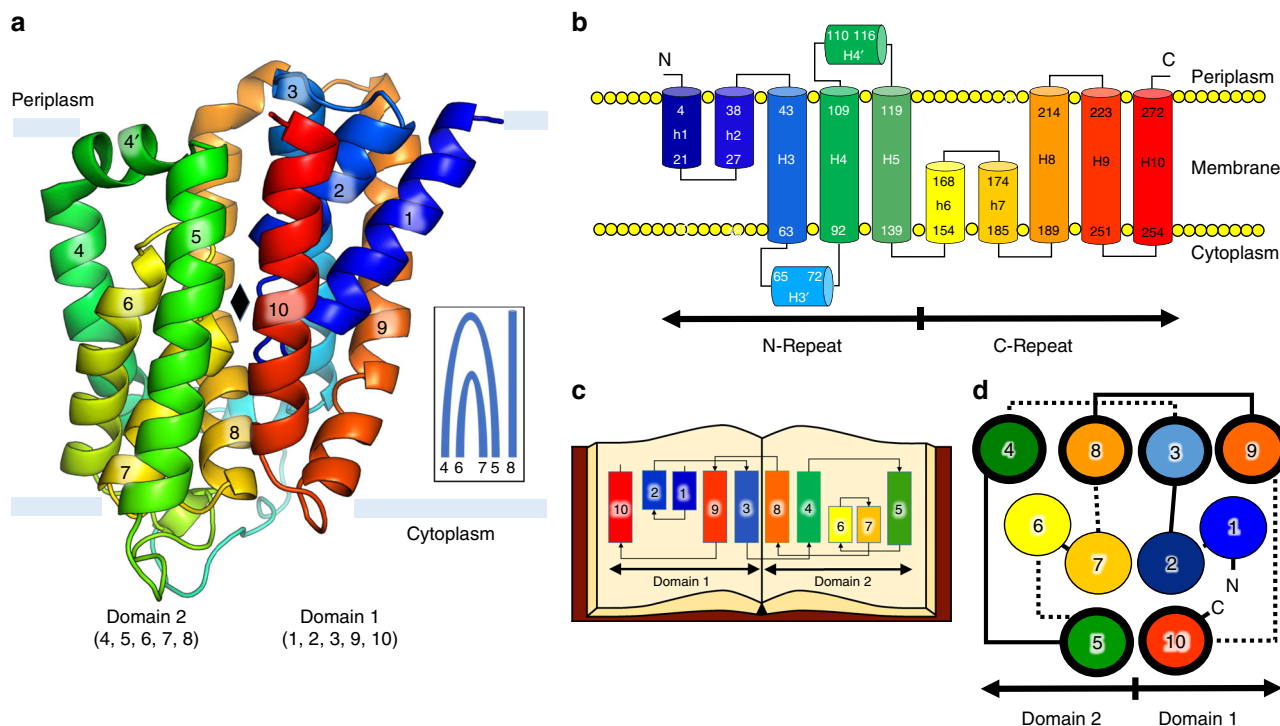 a
Periplasm
3
4′
2
1
4
5
6
10
9
8
7
4 6 7 5 8
Cytoplasm
Domain 2
(4, 5, 6, 7, 8)
Domain 1
(1, 2, 3, 9, 10)
b
110 116
H4′
N
C
Periplasm
4
38
43
109
119
214
223
272
h1
h2
H3
H4
H5
168
174
H8
H9
H10
Membrane
21
27
h6
h7
63
92
139
154
185
189
251
254
Cytoplasm
65 72
H3′
N-Repeat
C-Repeat
c
10
2
1
9
3
8
4
6
7
5
Domain 1
Domain 2
d
4
8
3
9
6
7
2
1
N
C
5
10
Domain 2
Domain 1